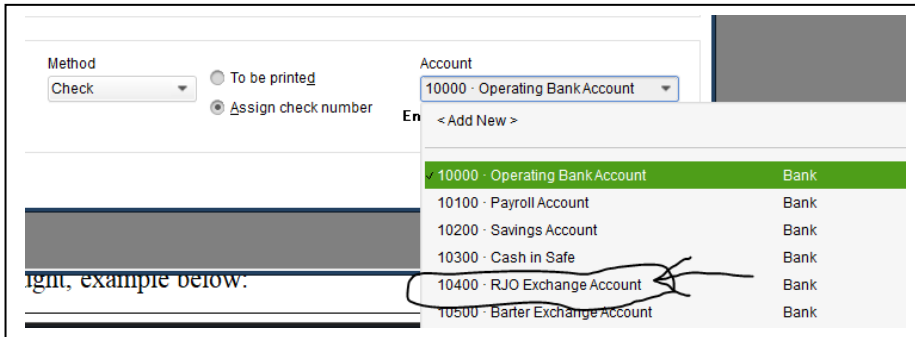 Method
Account
Check
To be printed
Assign check number
10000 · Operating Bank Account
En
< Add New >
✓ 10000 · Operating Bank Account Bank
10100 · Payroll Account Bank
10200 · Savings Account Bank
10300 · Cash in Safe Bank
10400 · RJO Exchange Account Bank
10500 · Barter Exchange Account Bank
ight, example below: